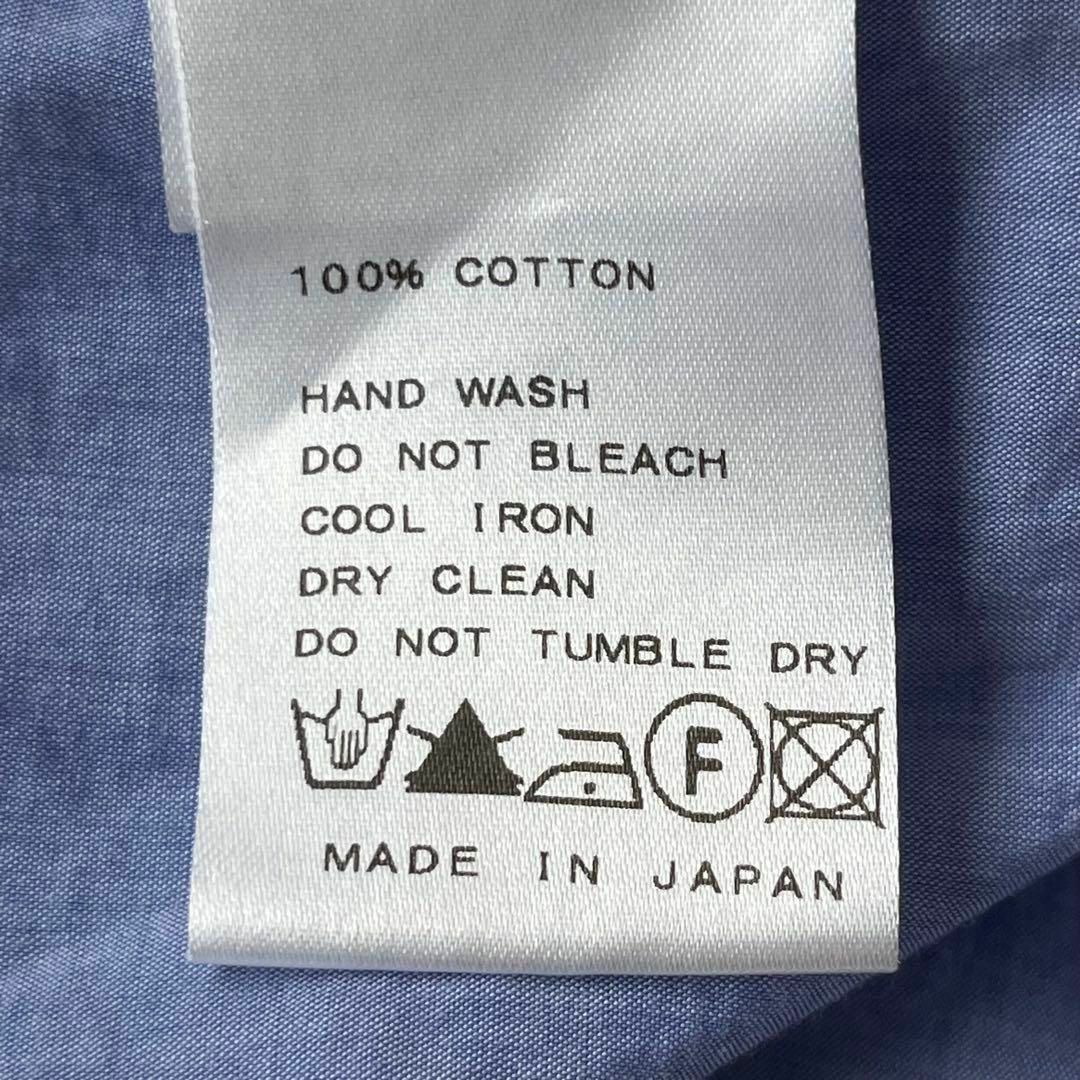 100% COTTON
HAND WASH
DO NOT BLEACH
COOL IRON
DRY CLEAN
DO NOT TUMBLE DRY
F
MADE IN JAPAN